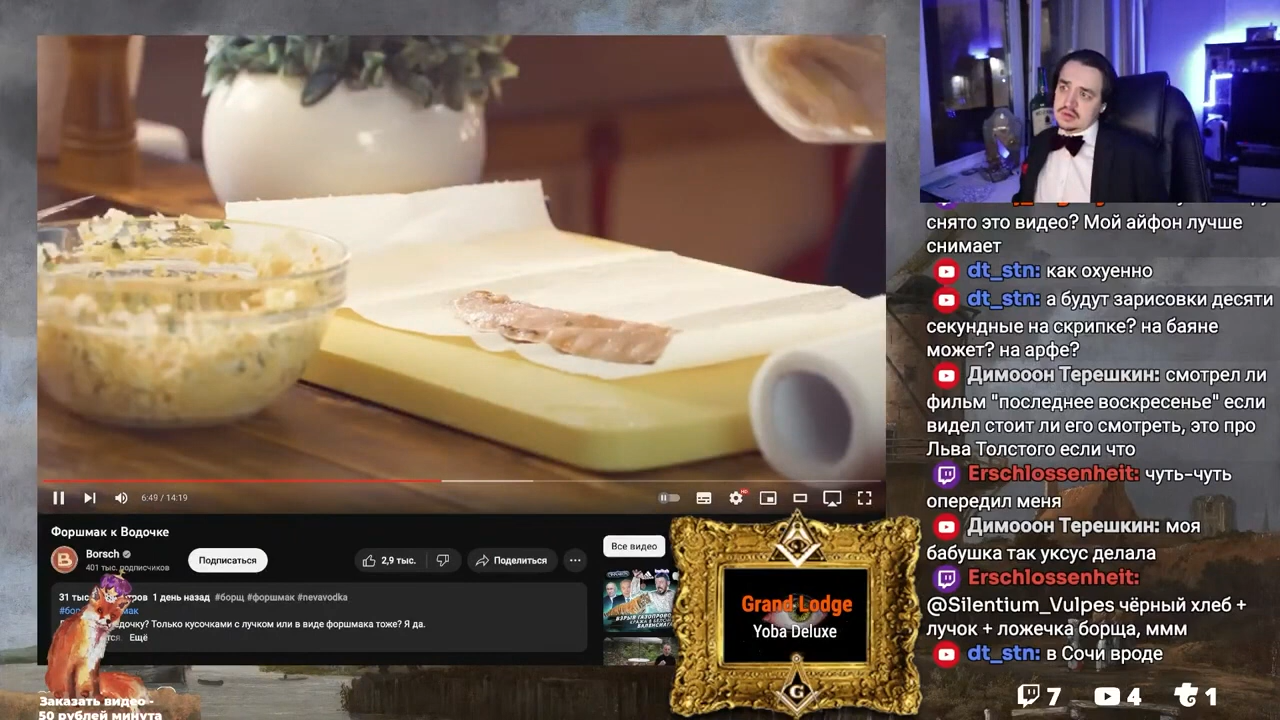 снято это видео? Мой айфон лучше
снимает
dt_stn: как охуенно
dt_stn: а будут зарисовки десяти
секундные на скрипке? на баяне
может? на арфе?
Димооон Терешкин: смотрел ли
фильм "последнее воскресенье" если
видел стоит ли его смотреть, это про
Льва Толстого если что
Erschlossenheit: чуть-чуть
опередил меня
Димооон Терешкин: моя
бабушка так уксус делала
Erschlossenheit:
@Silentium_Vulpes чёрный хлеб +
лучок + ложечка борща, ммм
dt_stn: в Сочи вроде
7 4 1
6:49 / 14:19
HD
Форшмак к Водочке
Borsch
401 тыс. подписчиков
Подписаться
2,9 тыс.
Поделиться
Все видео
31 тыс 1 день назад #борщ #форшмак #nevavodka
дочку? Только кусочками с лучком или в виде форшмака тоже? Я да.
Ещё
Grand Lodge
Yoba Deluxe
G
Заказать видео -
50 рублей минута